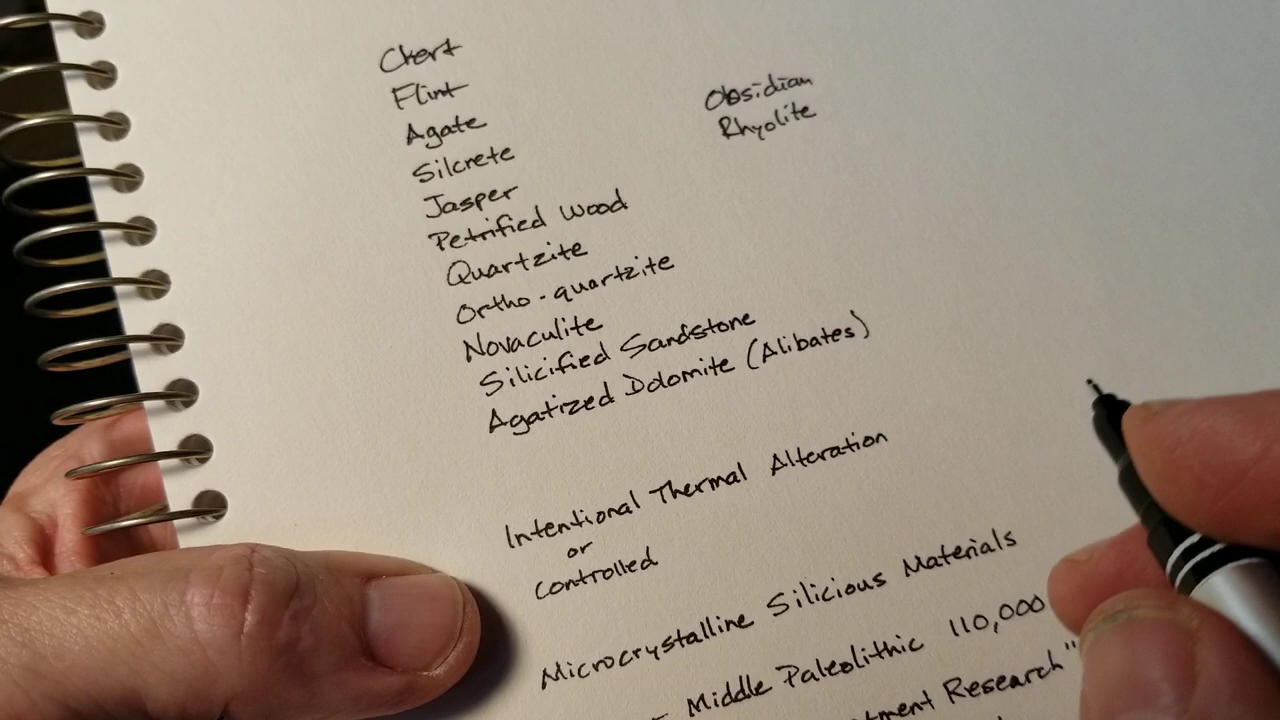 Chert
Flint
Agate
Silcrete
Jasper
Petrified Wood
Quartzite
Ortho-quartzite
Novaculite
Silicified Sandstone
Agatized Dolomite (Alibates)
Obsidian
Rhyolite
Intentional Thermal Alteration
or
Controlled
Microcrystalline Silicious Materials
- Middle Paleolithic 110,000
Research"